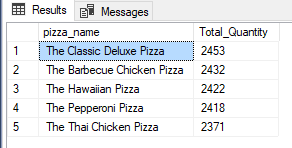 Results Messages
pizza_name Total_Quantity
1 The Classic Deluxe Pizza 2453
2 The Barbecue Chicken Pizza 2432
3 The Hawaiian Pizza 2422
4 The Pepperoni Pizza 2418
5 The Thai Chicken Pizza 2371